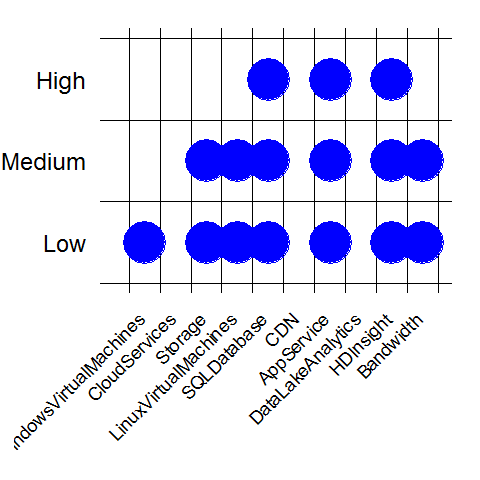 High
Medium
Low
ndowsVirtualMachines
CloudServices
Storage
LinuxVirtualMachines
SQLDatabase
CDN
AppService
DataLakeAnalytics
HDInsight
Bandwidth